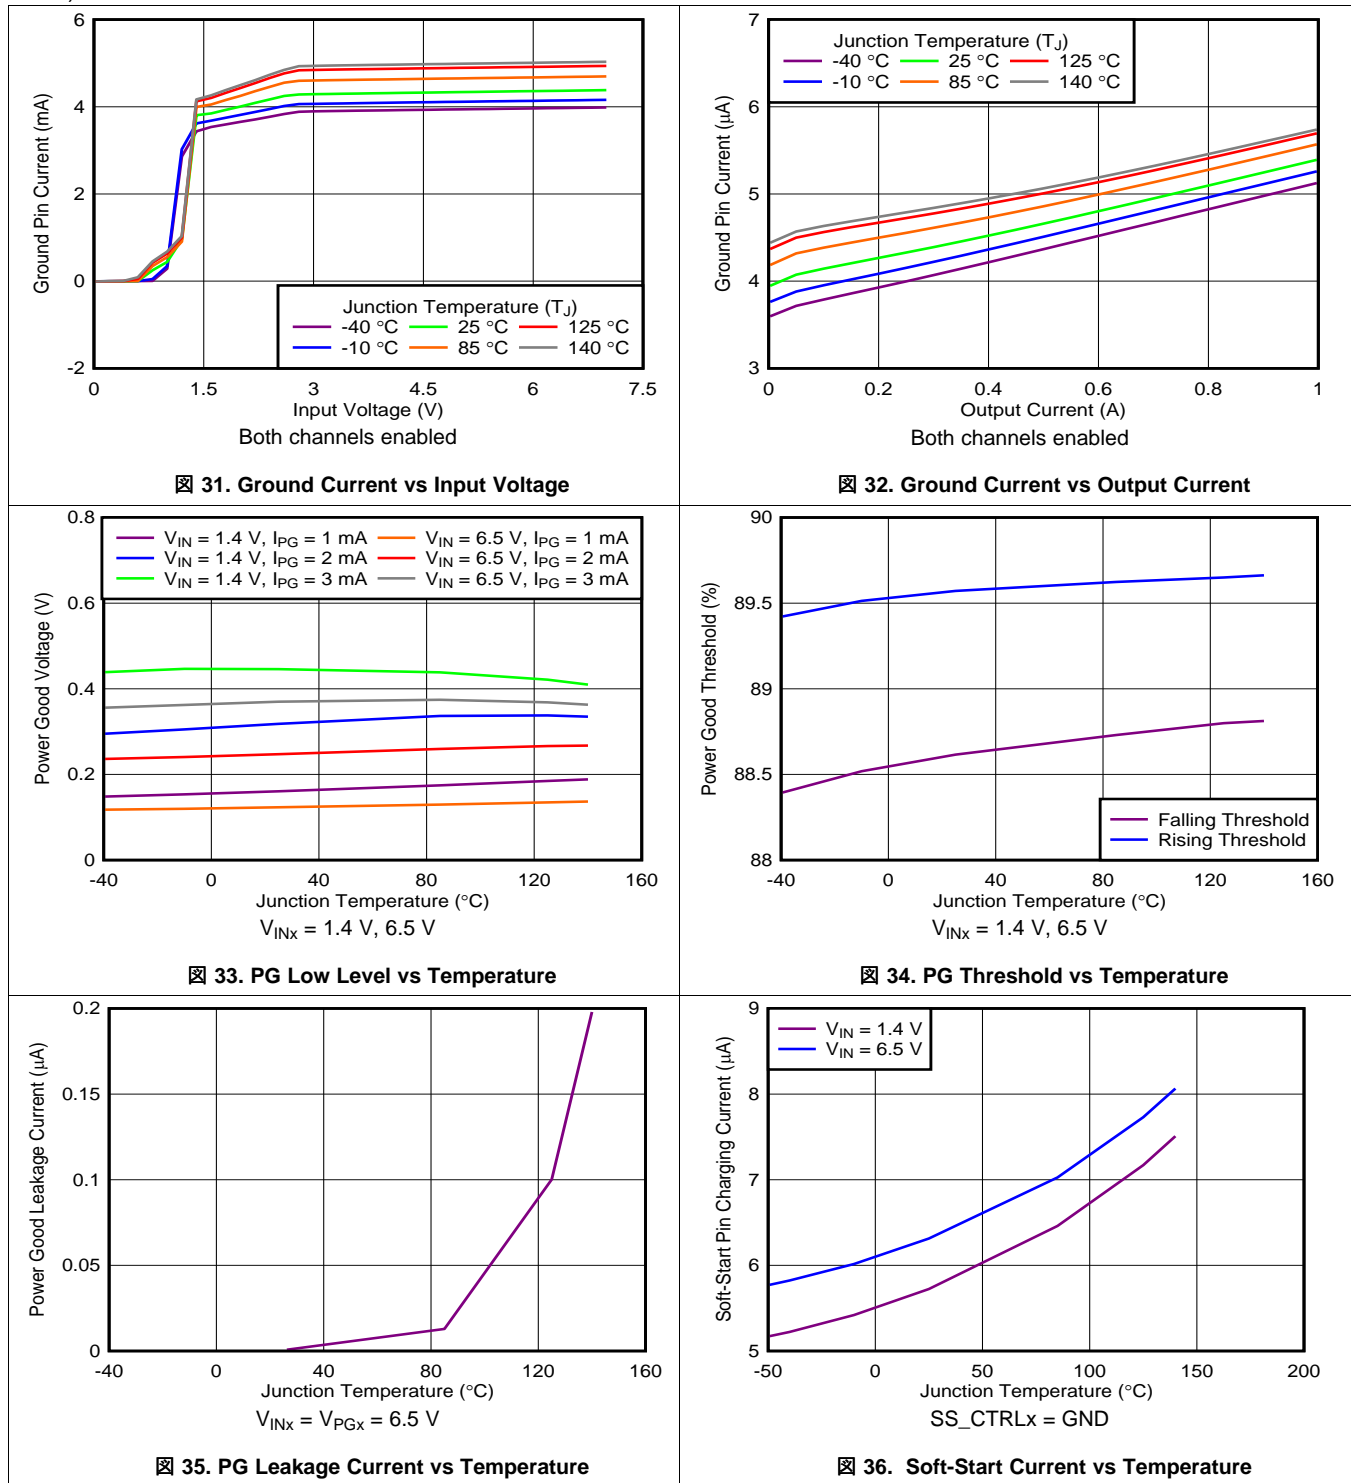 6
4
2
0
-2
Ground Pin Current (mA)
Junction Temperature (TJ)
-40 °C 25 °C 125 °C
-10 °C 85 °C 140 °C
0 1.5 3 4.5 6 7.5
Input Voltage (V)
Both channels enabled
図 31. Ground Current vs Input Voltage
7
6
5
4
3
Ground Pin Current (μA)
Junction Temperature (TJ)
-40 °C 25 °C 125 °C
-10 °C 85 °C 140 °C
0 0.2 0.4 0.6 0.8 1
Output Current (A)
Both channels enabled
図 32. Ground Current vs Output Current
0.8
0.6
0.4
0.2
0
Power Good Voltage (V)
VIN = 1.4 V, IPG = 1 mA VIN = 6.5 V, IPG = 1 mA
VIN = 1.4 V, IPG = 2 mA VIN = 6.5 V, IPG = 2 mA
VIN = 1.4 V, IPG = 3 mA VIN = 6.5 V, IPG = 3 mA
-40 0 40 80 120 160
Junction Temperature (°C)
VINx = 1.4 V, 6.5 V
図 33. PG Low Level vs Temperature
90
89.5
89
88.5
88
Power Good Threshold (%)
Falling Threshold
Rising Threshold
-40 0 40 80 120 160
Junction Temperature (°C)
VINx = 1.4 V, 6.5 V
図 34. PG Threshold vs Temperature
0.2
0.15
0.1
0.05
0
Power Good Leakage Current (μA)
-40 0 40 80 120 160
Junction Temperature (°C)
VINx = VPGx = 6.5 V
図 35. PG Leakage Current vs Temperature
9
8
7
6
5
Soft-Start Pin Charging Current (μA)
VIN = 1.4 V
VIN = 6.5 V
-50 0 50 100 150 200
Junction Temperature (°C)
SS_CTRLx = GND
図 36. Soft-Start Current vs Temperature